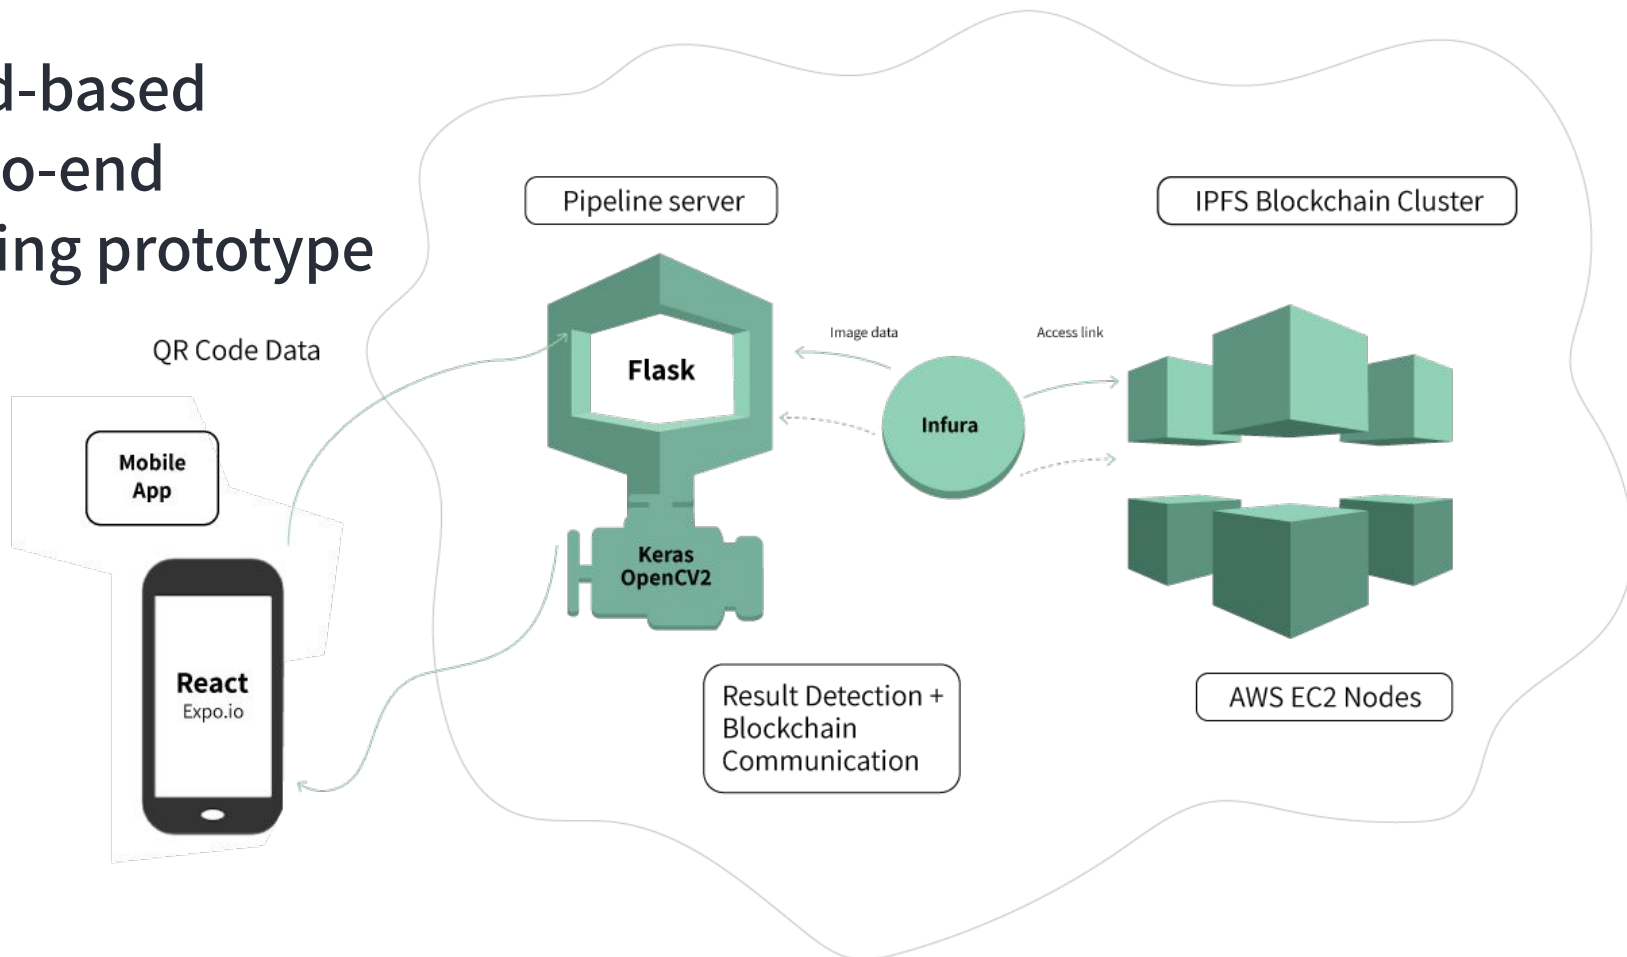 d-based
o-end
ing prototype
QR Code Data
Mobile
App
React
Expo.io
Pipeline server
Flask
Keras
OpenCV2
Result Detection +
Blockchain
Communication
Image data
Infura
Access link
IPFS Blockchain Cluster
AWS EC2 Nodes